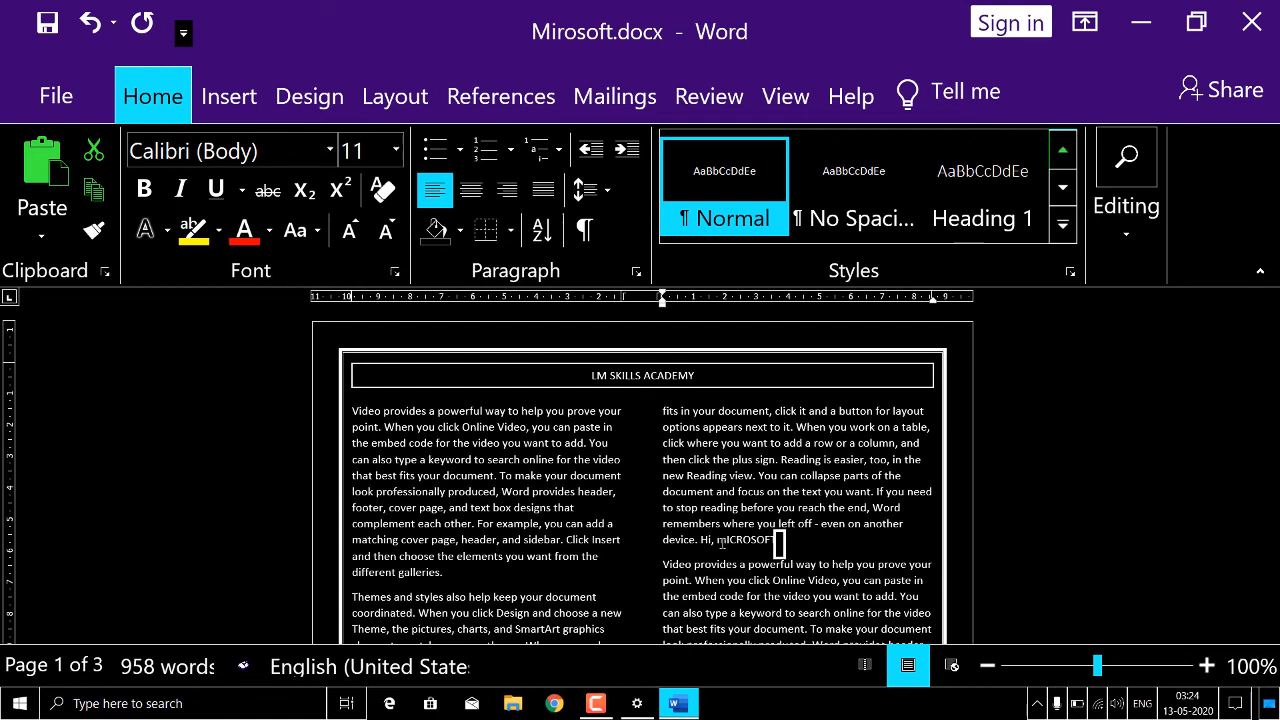 Mirosoft.docx - Word
Sign in
File Home Insert Design Layout References Mailings Review View Help Tell me Share
Calibri (Body) 11
Paste
AaBbCcDdEe AaBbCcDdEe AaBbCcDdEe
¶ Normal ¶ No Spaci... Heading 1
Editing
Clipboard Font Paragraph Styles
LM SKILLS ACADEMY
Video provides a powerful way to help you prove your
point. When you click Online Video, you can paste in
the embed code for the video you want to add. You
can also type a keyword to search online for the video
that best fits your document. To make your document
look professionally produced, Word provides header,
footer, cover page, and text box designs that
complement each other. For example, you can add a
matching cover page, header, and sidebar. Click Insert
and then choose the elements you want from the
different galleries.
Themes and styles also help keep your document
coordinated. When you click Design and choose a new
Theme, the pictures, charts, and SmartArt graphics
fits in your document, click it and a button for layout
options appears next to it. When you work on a table,
click where you want to add a row or a column, and
then click the plus sign. Reading is easier, too, in the
new Reading view. You can collapse parts of the
document and focus on the text you want. If you need
to stop reading before you reach the end, Word
remembers where you left off - even on another
device. Hi, mICROSOFT
Video provides a powerful way to help you prove your
point. When you click Online Video, you can paste in
the embed code for the video you want to add. You
can also type a keyword to search online for the video
that best fits your document. To make your document
Page 1 of 3 958 words English (United State
100%
Type here to search
ENG
03:24
13-05-2020